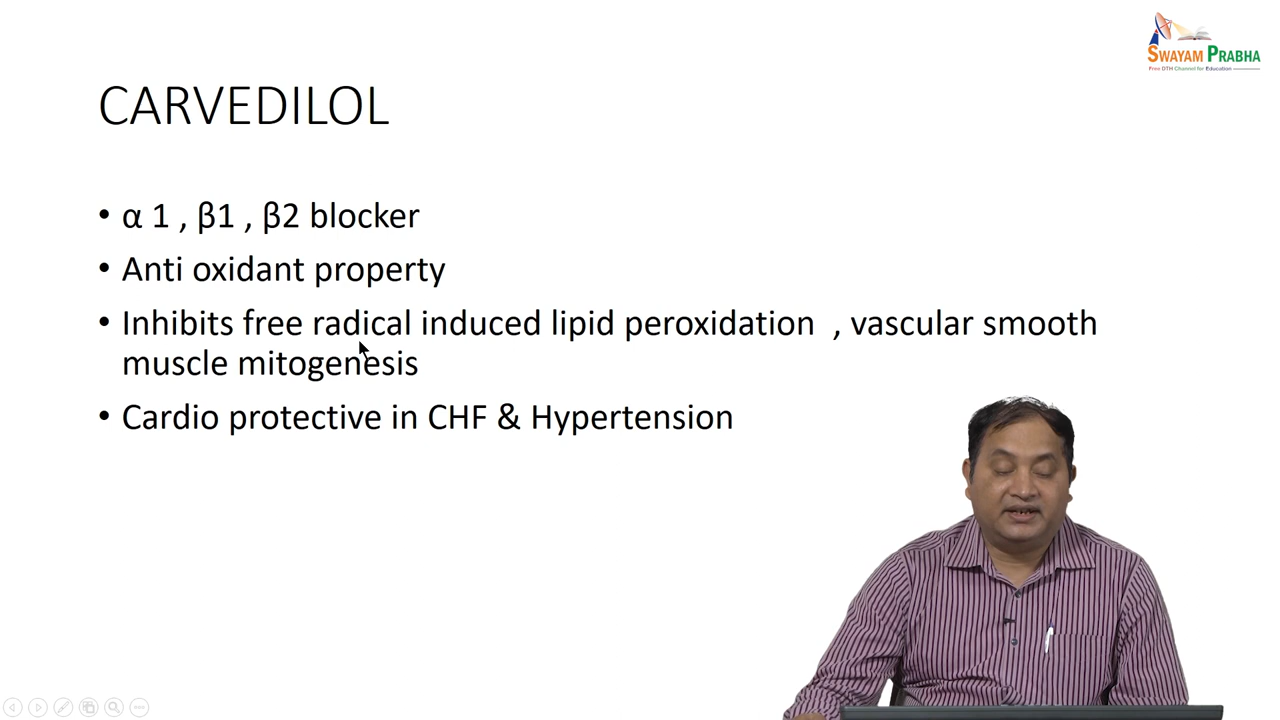 SWAYAM PRABHA
Free DTH Channel for Education
CARVEDILOL
• α 1 , β1 , β2 blocker
• Anti oxidant property
• Inhibits free radical induced lipid peroxidation , vascular smooth
muscle mitogenesis
• Cardio protective in CHF & Hypertension